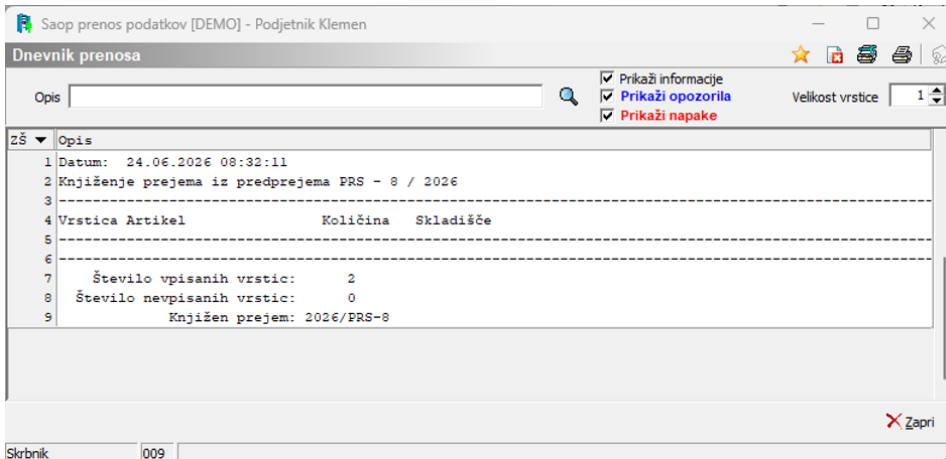 Saop prenos podatkov [DEMO] - Podjetnik Klemen
Dnevnik prenosa
Opis
Prikaži informacije
Prikaži opozorila
Prikaži napake
Velikost vrstice 1
ZŠ Opis
1 Datum: 24.06.2026 08:32:11
2 Knjiženje prejema iz predprejema PRS - 8 / 2026
3 ------------------------------------------------------------
4 Vrstica Artikel Količina Skladišče
5 ------------------------------------------------------------
6 ------------------------------------------------------------
7 Število vpisanih vrstic: 2
8 Število nevpisanih vrstic: 0
9 Knjižen prejem: 2026/PRS-8
Zapri
Skrbnik 009